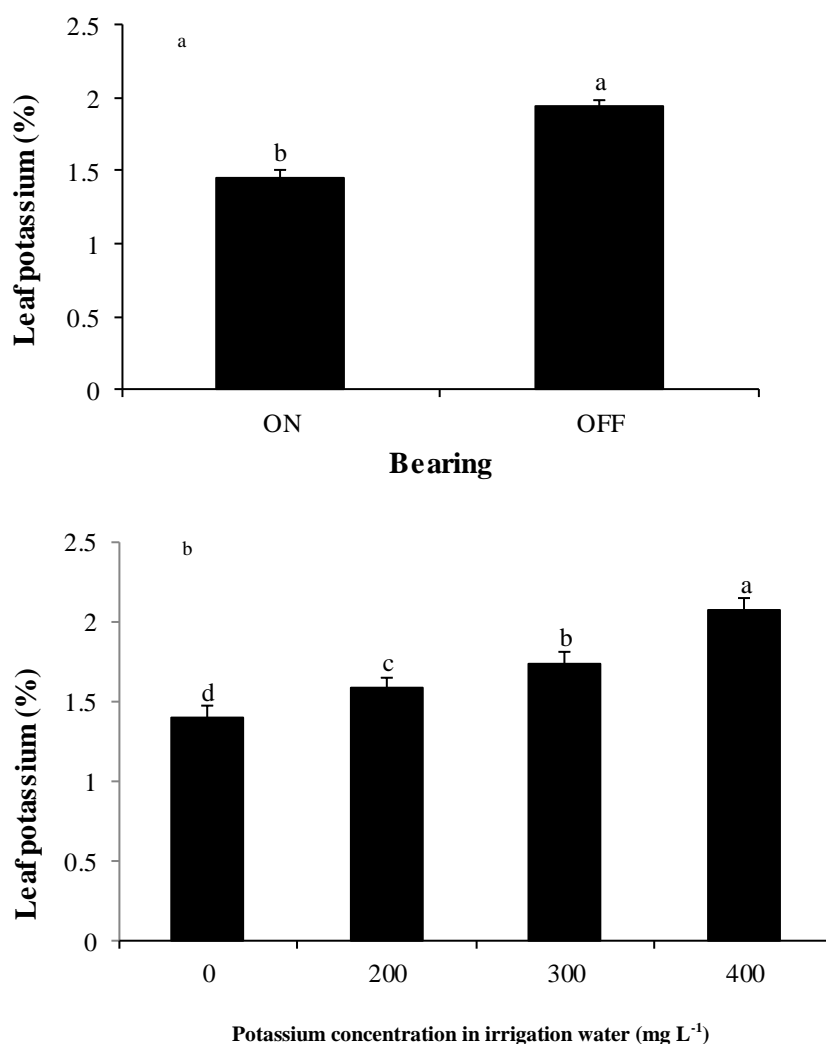 a
2.5
2
1.5
1
0.5
0
Leaf potassium (%)
b
a
ON
OFF
Bearing
b
2.5
2
1.5
1
0.5
0
Leaf potassium (%)
d
c
b
a
0
200
300
400
Potassium concentration in irrigation water (mg L⁻¹)